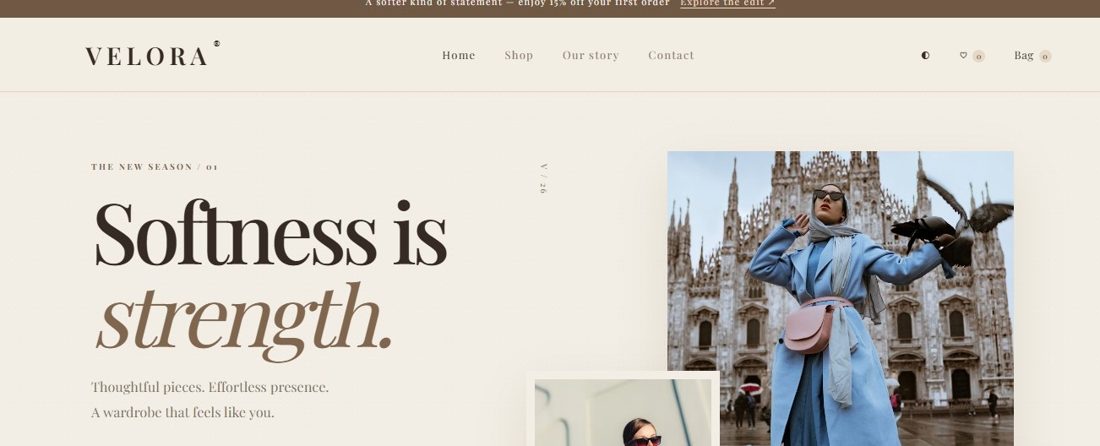 A softer kind of statement — enjoy 15% off your first order Explore the edit ↗
VELORA®
Home Shop Our story Contact
0 Bag 0
THE NEW SEASON / 01
V / 26
Softness is
strength.
Thoughtful pieces. Effortless presence.
A wardrobe that feels like you.